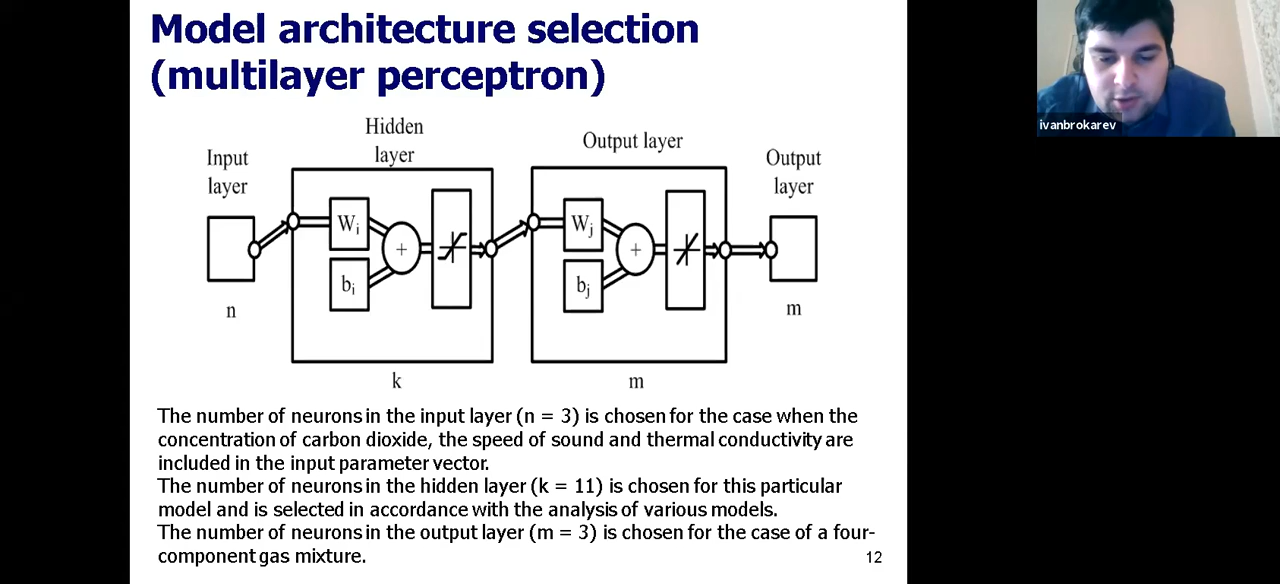 Model architecture selection
(multilayer perceptron)
ivanbrokarev
Input
layer
Hidden
layer
Output layer
Output
layer
Wi
+
bi
Wj
+
bj
n
k
m
m
The number of neurons in the input layer (n = 3) is chosen for the case when the
concentration of carbon dioxide, the speed of sound and thermal conductivity are
included in the input parameter vector.
The number of neurons in the hidden layer (k = 11) is chosen for this particular
model and is selected in accordance with the analysis of various models.
The number of neurons in the output layer (m = 3) is chosen for the case of a four-
component gas mixture.
12